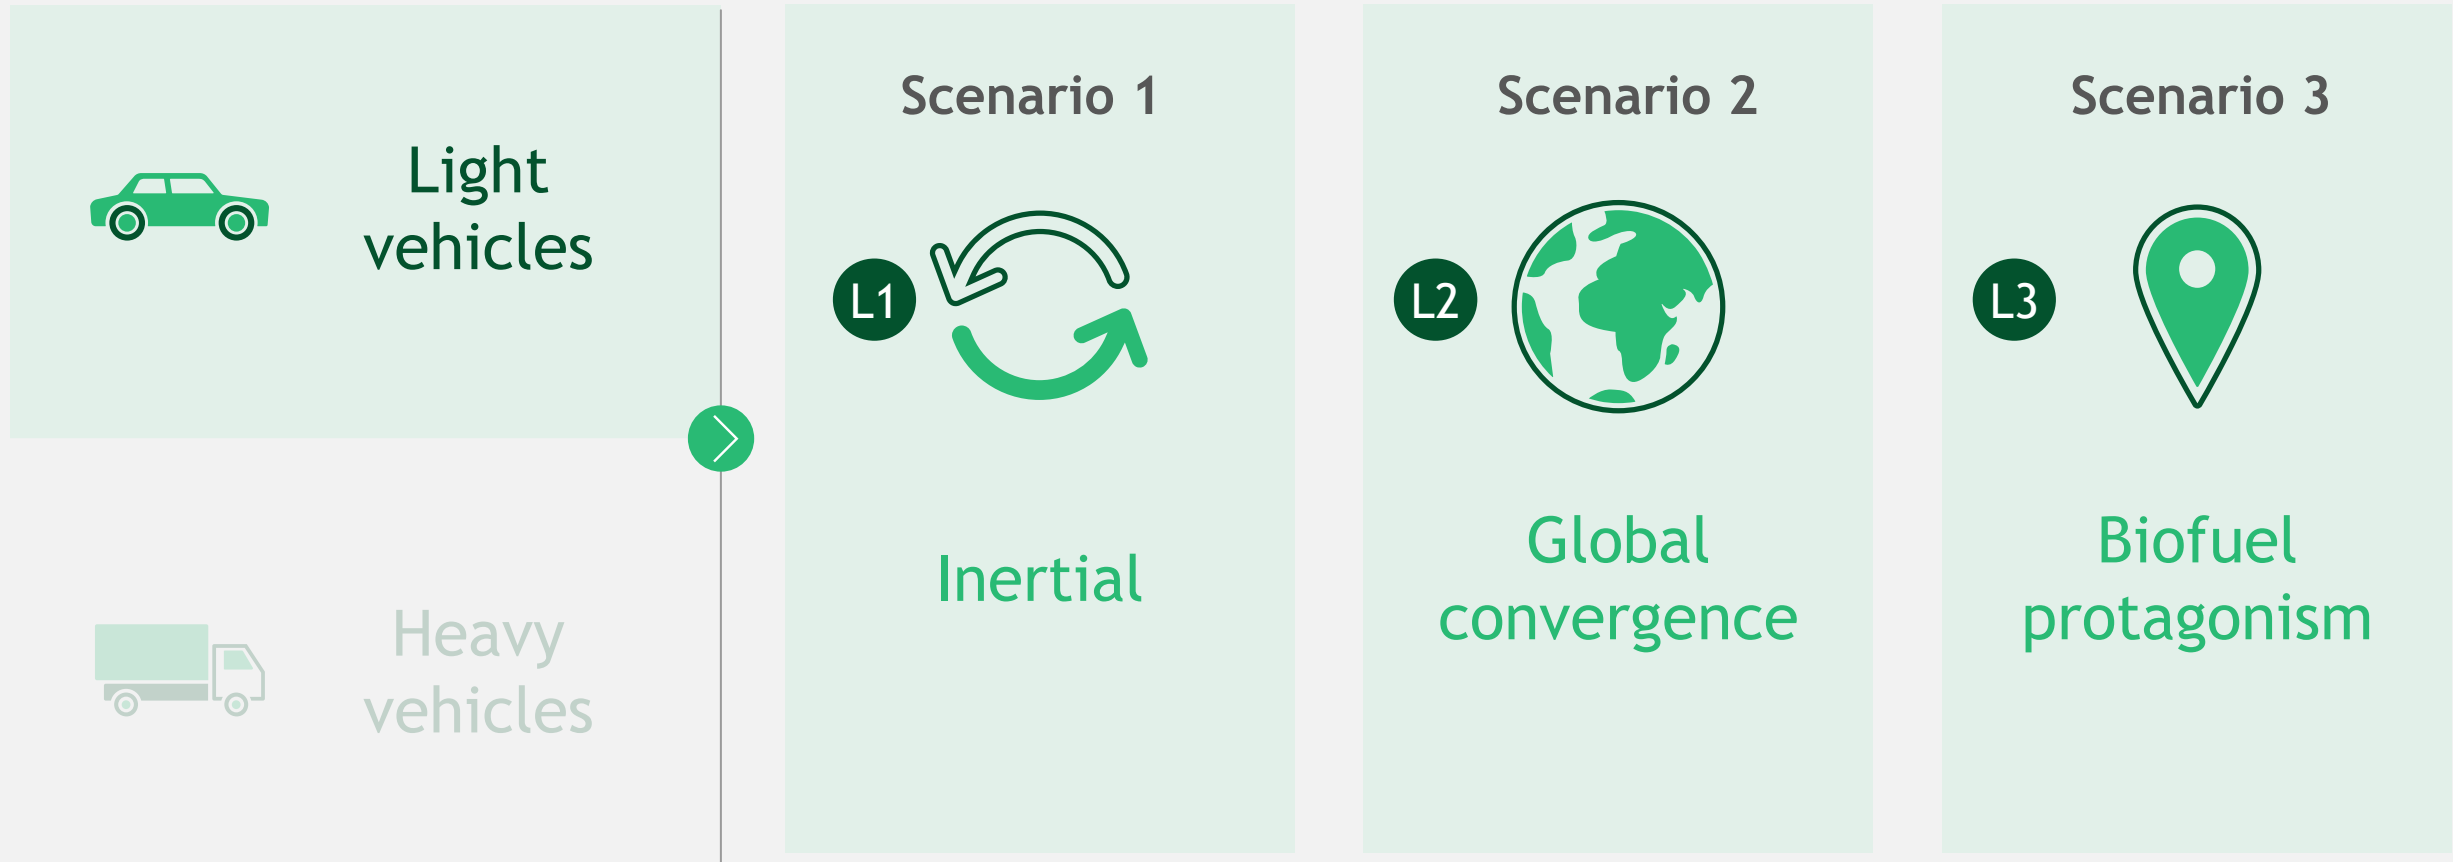 Light
vehicles
Heavy
vehicles
Scenario 1
L1
Inertial
Scenario 2
L2
Global
convergence
Scenario 3
L3
Biofuel
protagonism